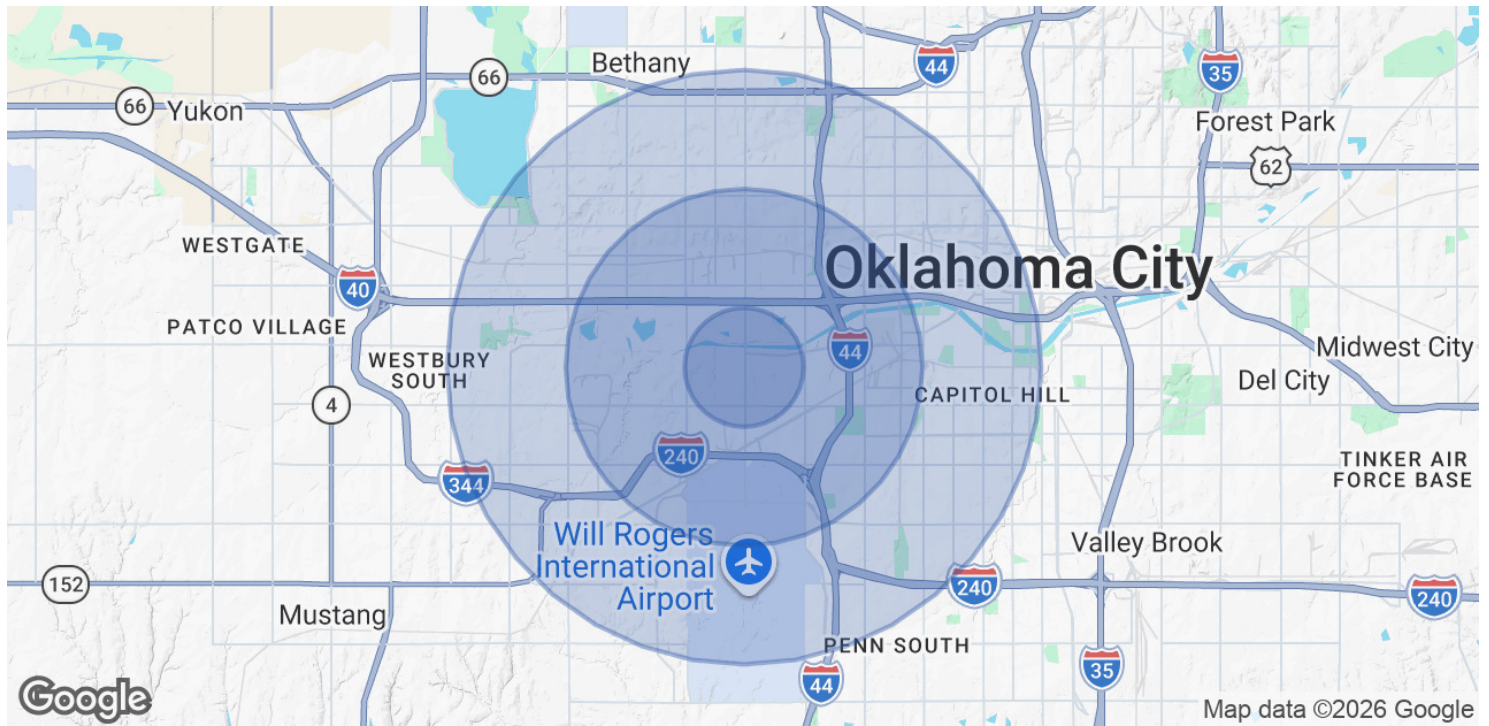 Bethany
66
44
35
66
Yukon
Forest Park
62
WESTGATE
Oklahoma City
40
PATCO VILLAGE
WESTBURY
SOUTH
44
Midwest City
Del City
4
CAPITOL HILL
240
344
TINKER AIR
FORCE BASE
Will Rogers
International
Airport
Valley Brook
152
240
240
Mustang
PENN SOUTH
35
44
Google
Map data ©2026 Google